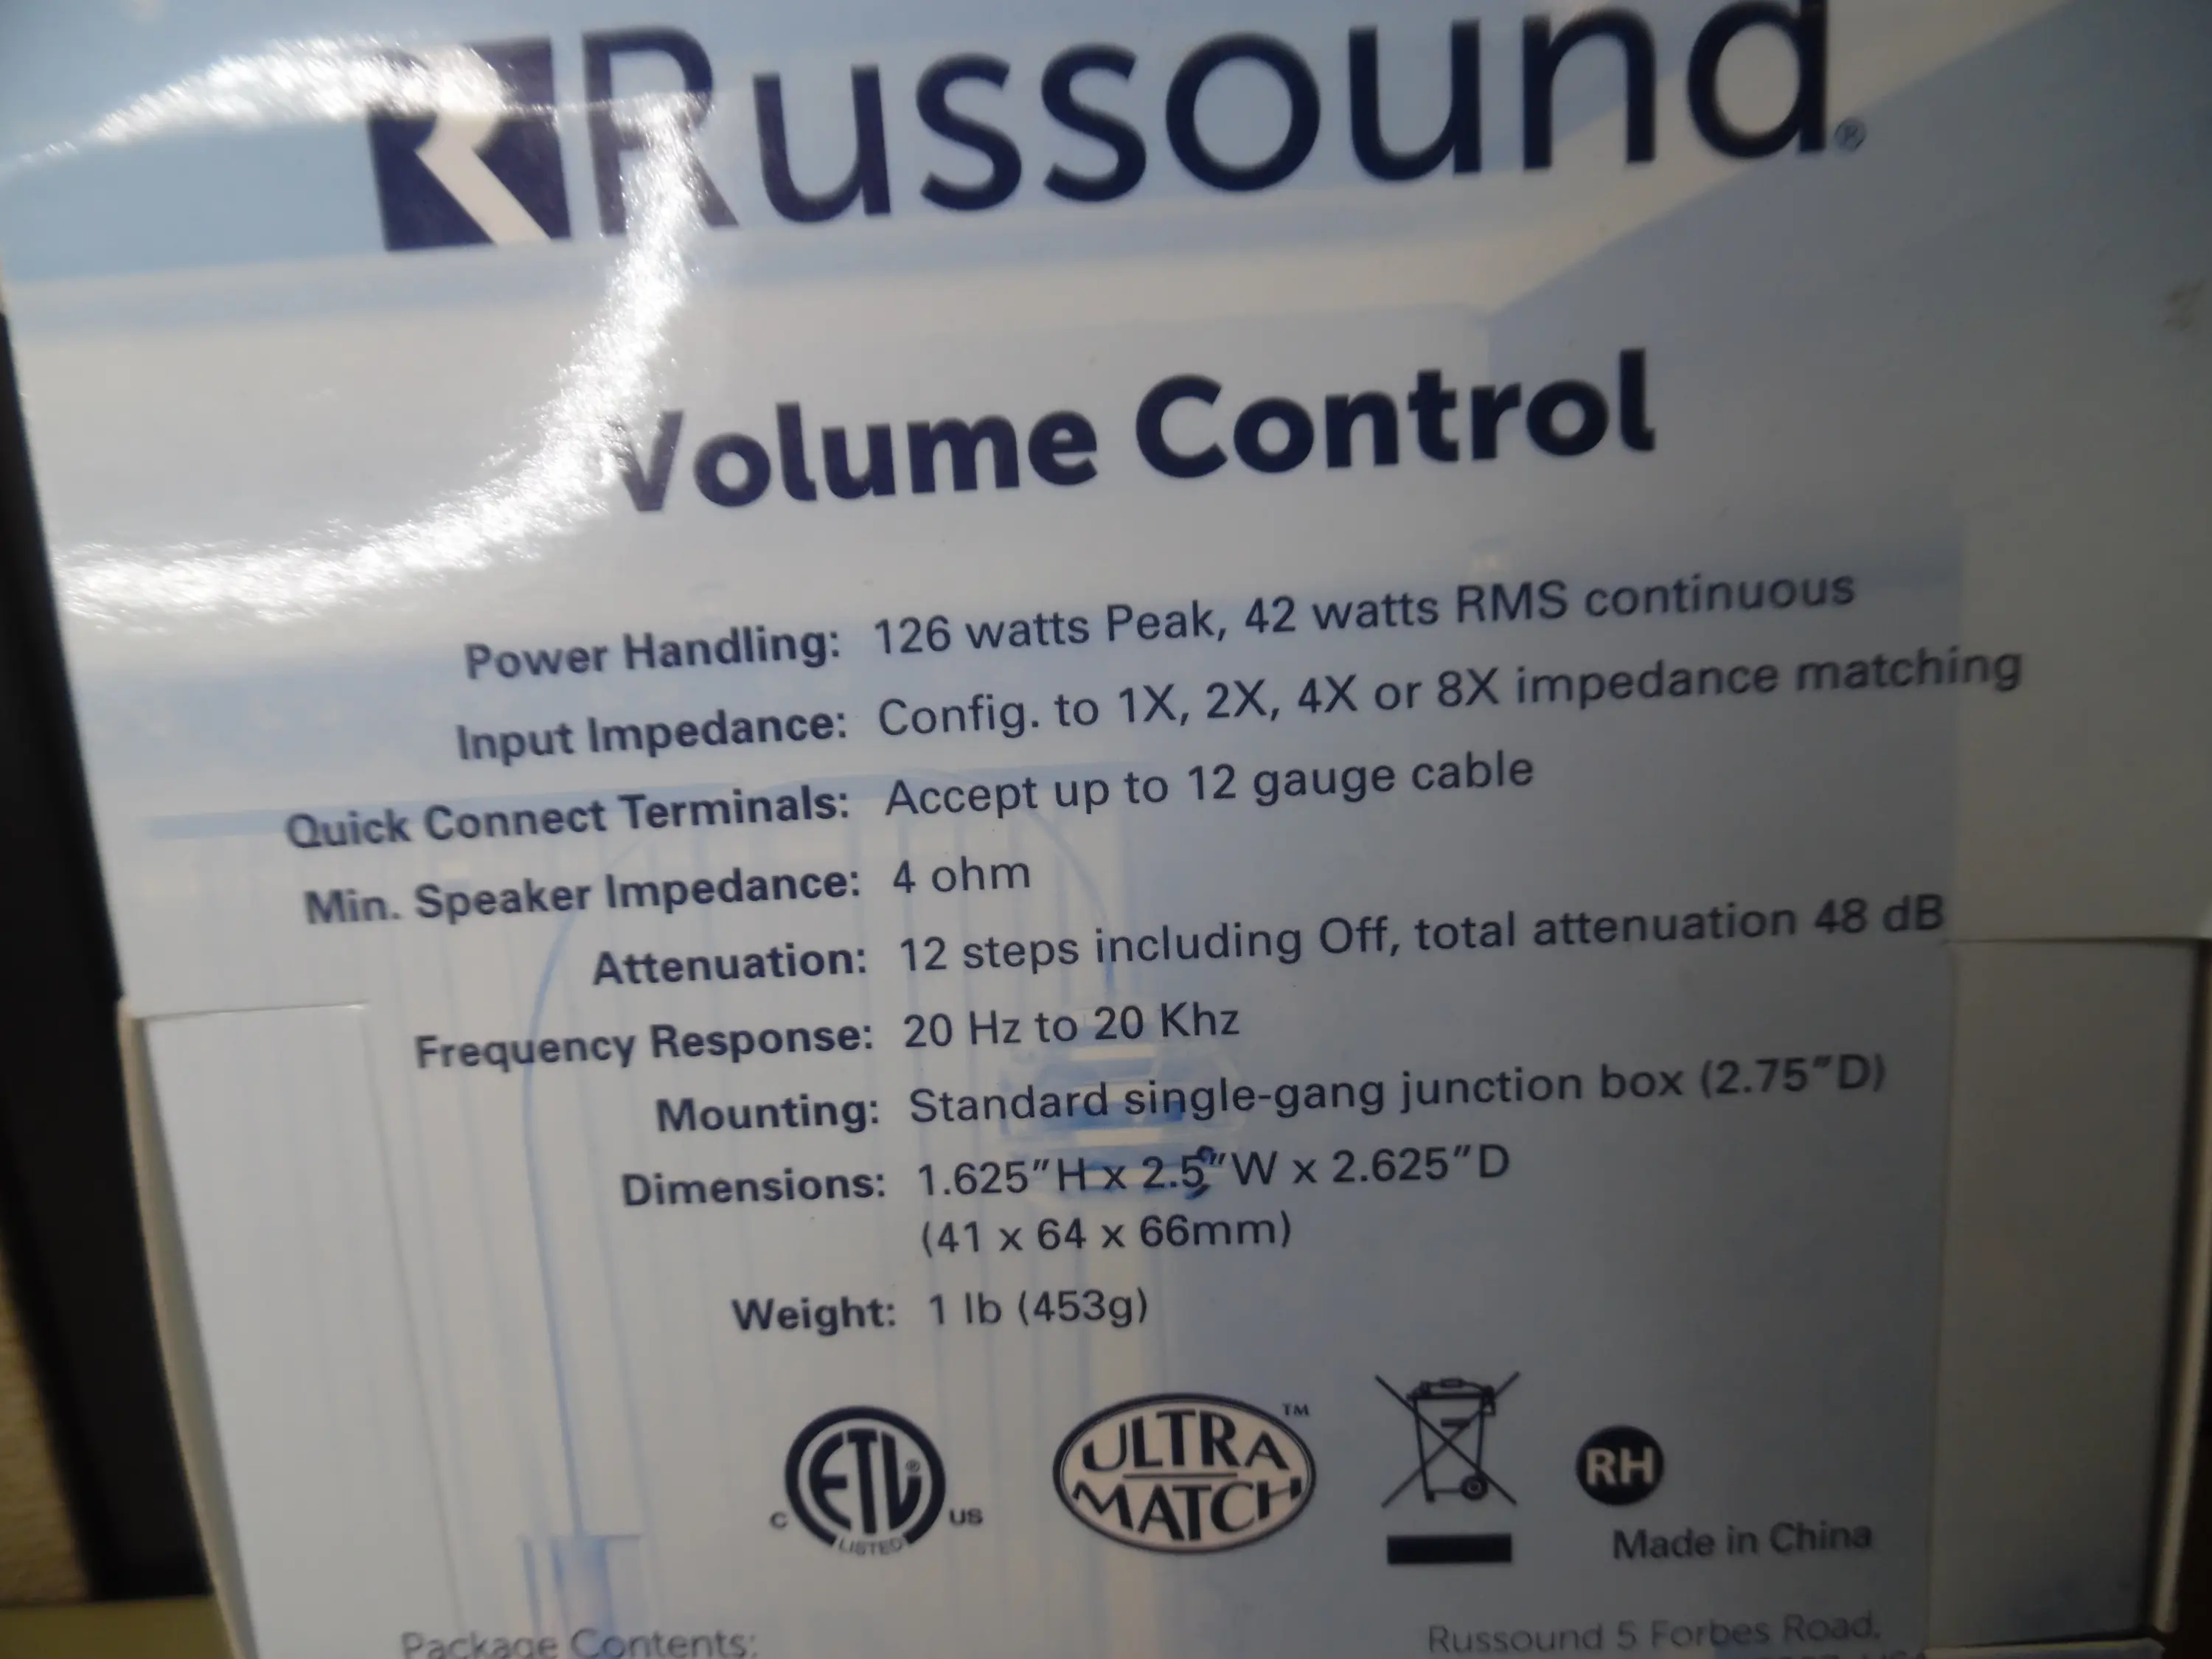 Russound®
Volume Control
Power Handling: 126 watts Peak, 42 watts RMS continuous
Input Impedance: Config. to 1X, 2X, 4X or 8X impedance matching
Quick Connect Terminals: Accept up to 12 gauge cable
Min. Speaker Impedance: 4 ohm
Attenuation: 12 steps including Off, total attenuation 48 dB
Frequency Response: 20 Hz to 20 Khz
Mounting: Standard single-gang junction box (2.75"D)
Dimensions: 1.625"H x 2.5"W x 2.625"D
(41 x 64 x 66mm)
Weight: 1 lb (453g)
C ETL® US
LISTED
ULTRA™
MATCH
RH
Made in China
Package Contents:
Russound 5 Forbes Road,